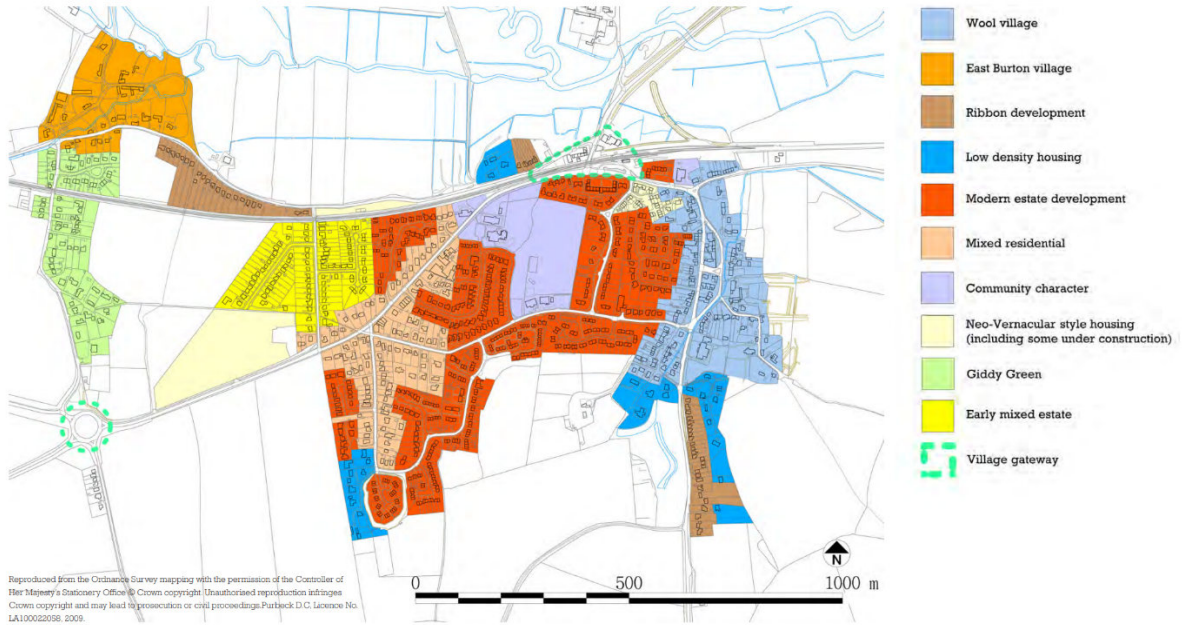 Wool village
East Burton village
Ribbon development
Low density housing
Modern estate development
Mixed residential
Community character
Neo-Vernacular style housing
(including some under construction)
Giddy Green
Early mixed estate
Village gateway
N
0 500 1000 m
Reproduced from the Ordnance Survey mapping with the permission of the Controller of
Her Majesty's Stationery Office © Crown copyright Unauthorised reproduction infringes
Crown copyright and may lead to prosecution or civil proceedings.Purbeck D.C. Licence No.
LA100022058. 2009.